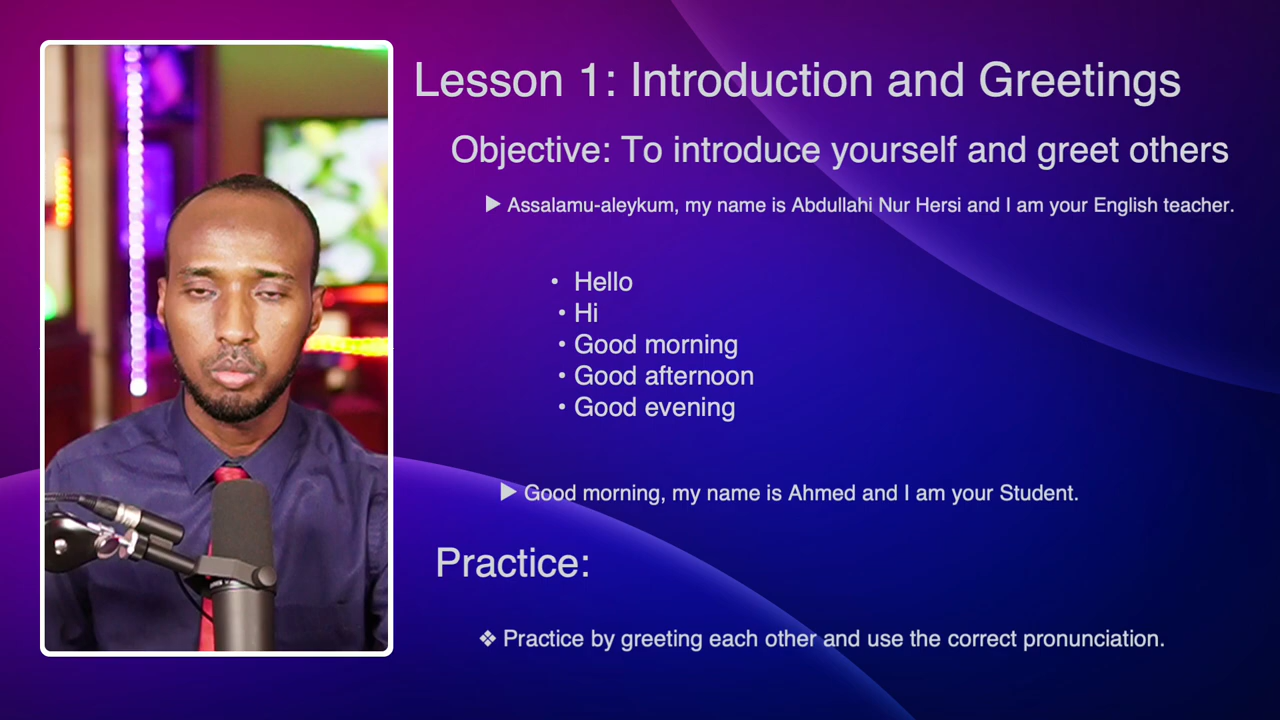 Lesson 1: Introduction and Greetings
Objective: To introduce yourself and greet others
▶ Assalamu-aleykum, my name is Abdullahi Nur Hersi and I am your English teacher.
• Hello
• Hi
• Good morning
• Good afternoon
• Good evening
▶ Good morning, my name is Ahmed and I am your Student.
Practice:
❖ Practice by greeting each other and use the correct pronunciation.